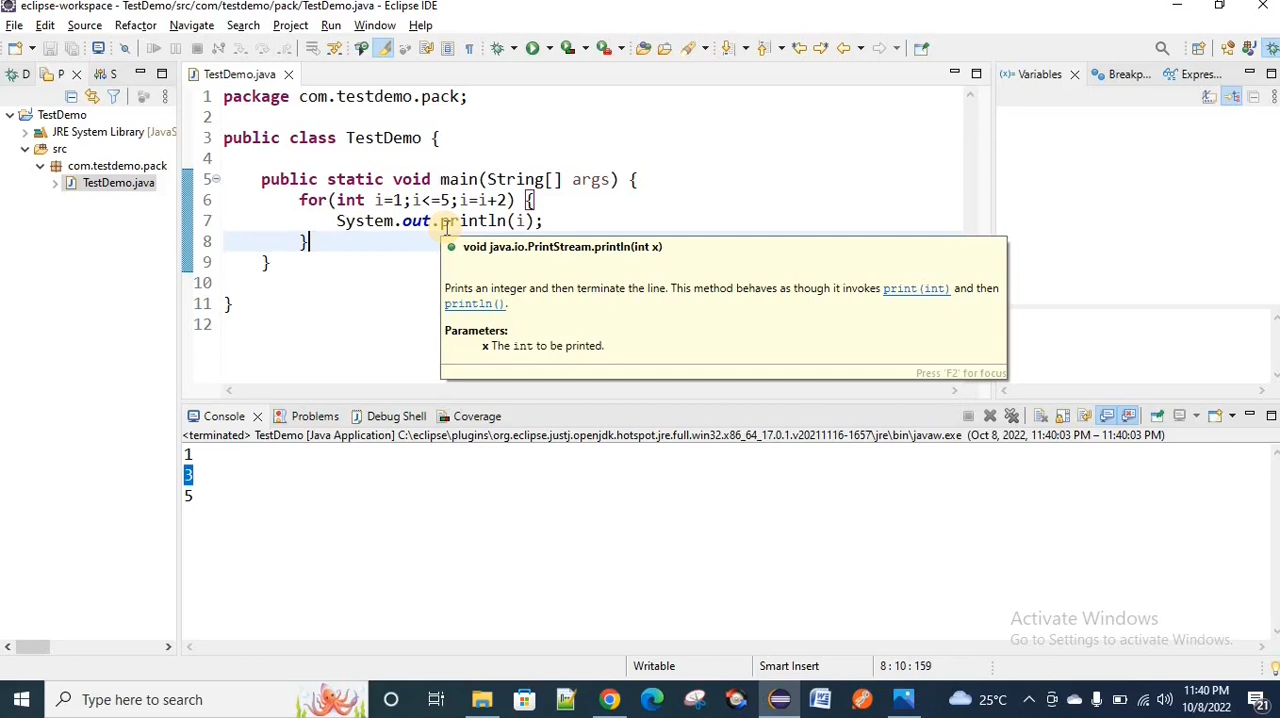 eclipse-workspace - TestDemo/src/com/testdemo/pack/TestDemo.java - Eclipse IDE
File Edit Source Refactor Navigate Search Project Run Window Help
D P S
TestDemo.java
(x)= Variables Breakp... Expres...
TestDemo
JRE System Library [JavaS
src
com.testdemo.pack
TestDemo.java
1 package com.testdemo.pack;
2
3 public class TestDemo {
4
5 public static void main(String[] args) {
6 for(int i=1;i<=5;i=i+2) {
7 System.out.println(i);
8 }
9 }
10
11 }
12
void java.io.PrintStream.println(int x)
Prints an integer and then terminate the line. This method behaves as though it invokes print(int) and then
println().
Parameters:
x The int to be printed.
Press 'F2' for focus
Console Problems Debug Shell Coverage
<terminated> TestDemo [Java Application] C:\eclipse\plugins\org.eclipse.justj.openjdk.hotspot.jre.full.win32.x86_64_17.0.1.v20211116-1657\jre\bin\javaw.exe (Oct 8, 2022, 11:40:03 PM – 11:40:03 PM)
1
3
5
Activate Windows
Go to Settings to activate Windows.
Writable Smart Insert 8 : 10 : 159
Type here to search
25°C
11:40 PM
10/8/2022
21